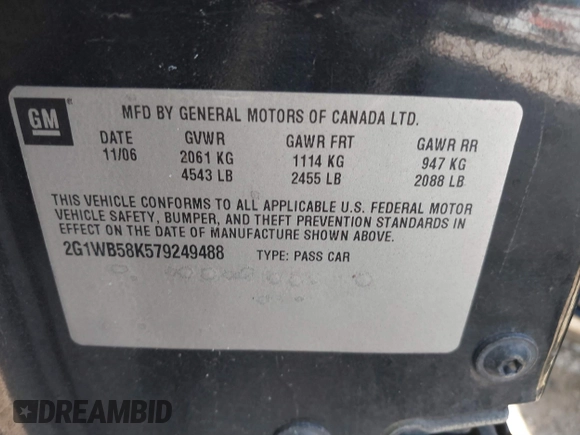 GM
MFD BY GENERAL MOTORS OF CANADA LTD.
DATE GVWR GAWR FRT GAWR RR
11/06 2061 KG 1114 KG 947 KG
4543 LB 2455 LB 2088 LB
THIS VEHICLE CONFORMS TO ALL APPLICABLE U.S. FEDERAL MOTOR
VEHICLE SAFETY, BUMPER, AND THEFT PREVENTION STANDARDS IN
EFFECT ON THE DATE OF MANUFACTURE SHOWN ABOVE.
2G1WB58K579249488 TYPE: PASS CAR
DREAMBID